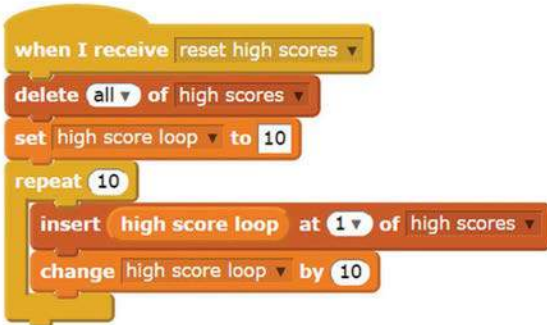 when I receive reset high scores
delete all of high scores
set high score loop to 10
repeat 10
insert high score loop at 1 of high scores
change high score loop by 10